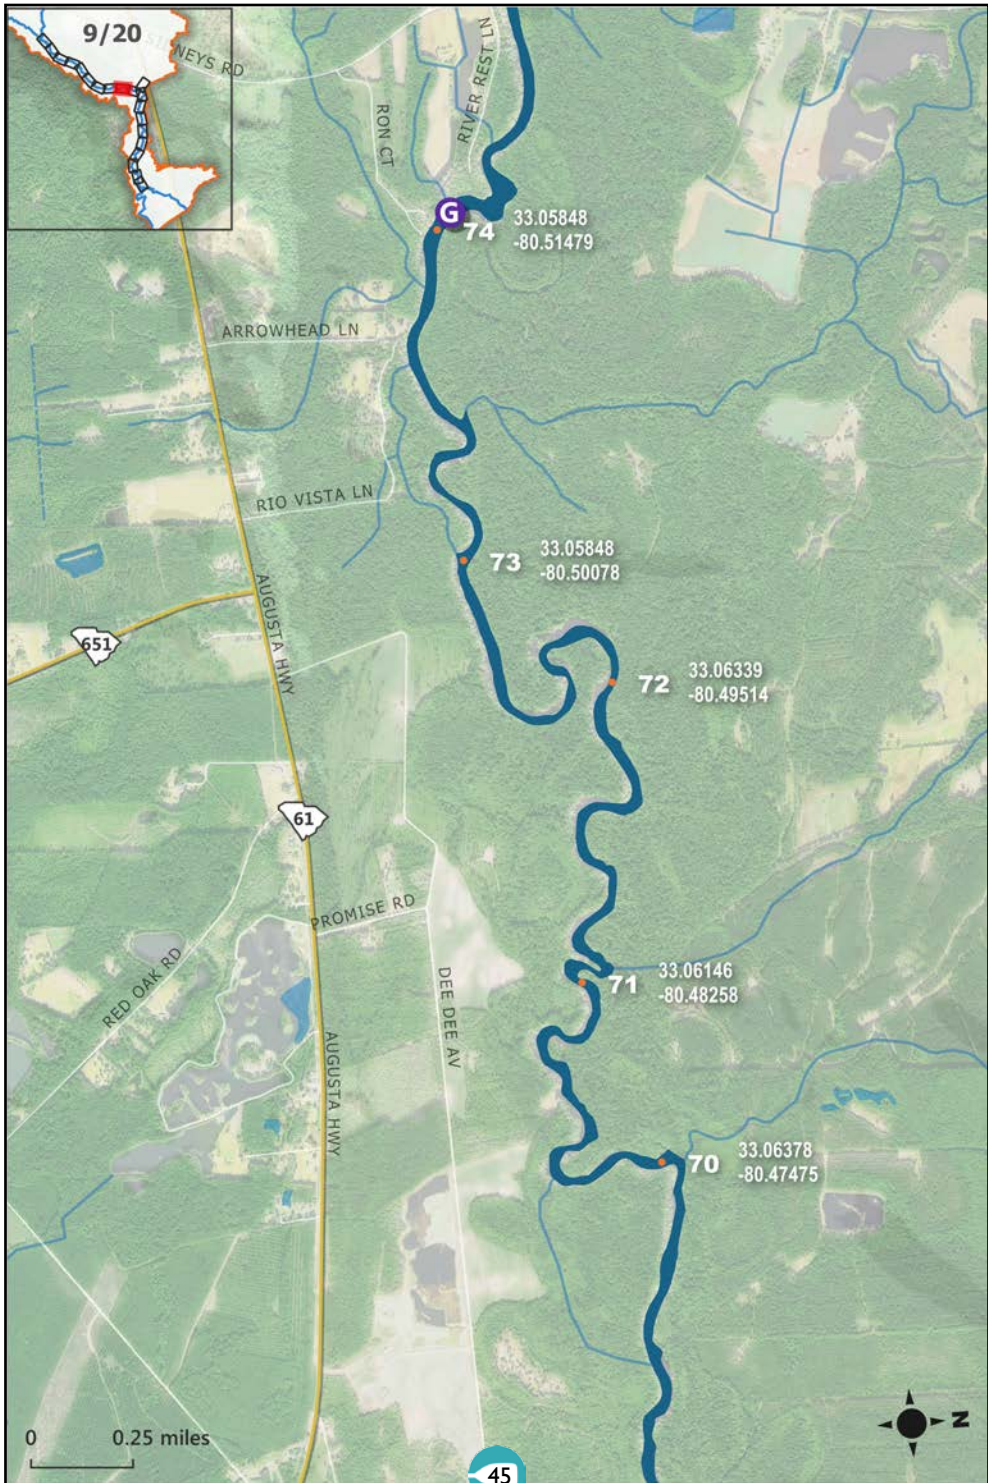 9/20
SIDNEYS RD
RIVER REST LN
RON CT
G
74
33.05848
-80.51479
ARROWHEAD LN
RIO VISTA LN
73
33.05848
-80.50078
651
AUGUSTA HWY
72
33.06339
-80.49514
61
PROMISE RD
RED OAK RD
DEE DEE AV
71
33.06146
-80.48258
AUGUSTA HWY
70
33.06378
-80.47475
0 0.25 miles
N
45